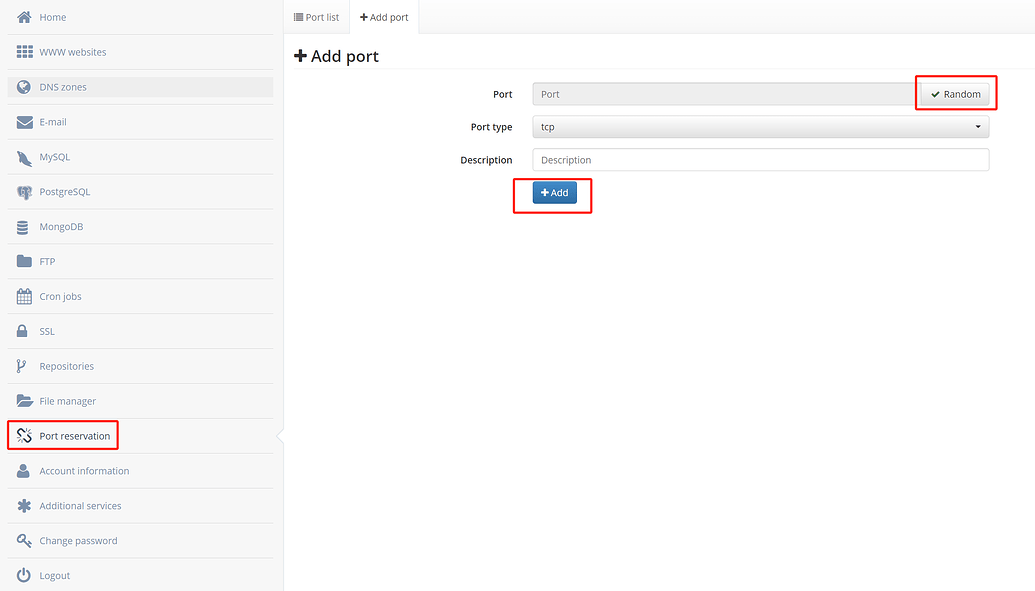 Home
WWW websites
DNS zones
E-mail
MySQL
PostgreSQL
MongoDB
FTP
Cron jobs
SSL
Repositories
File manager
Port reservation
Account information
Additional services
Change password
Logout
Port list
Add port
Add port
Port Port Random
Port type tcp
Description Description
Add